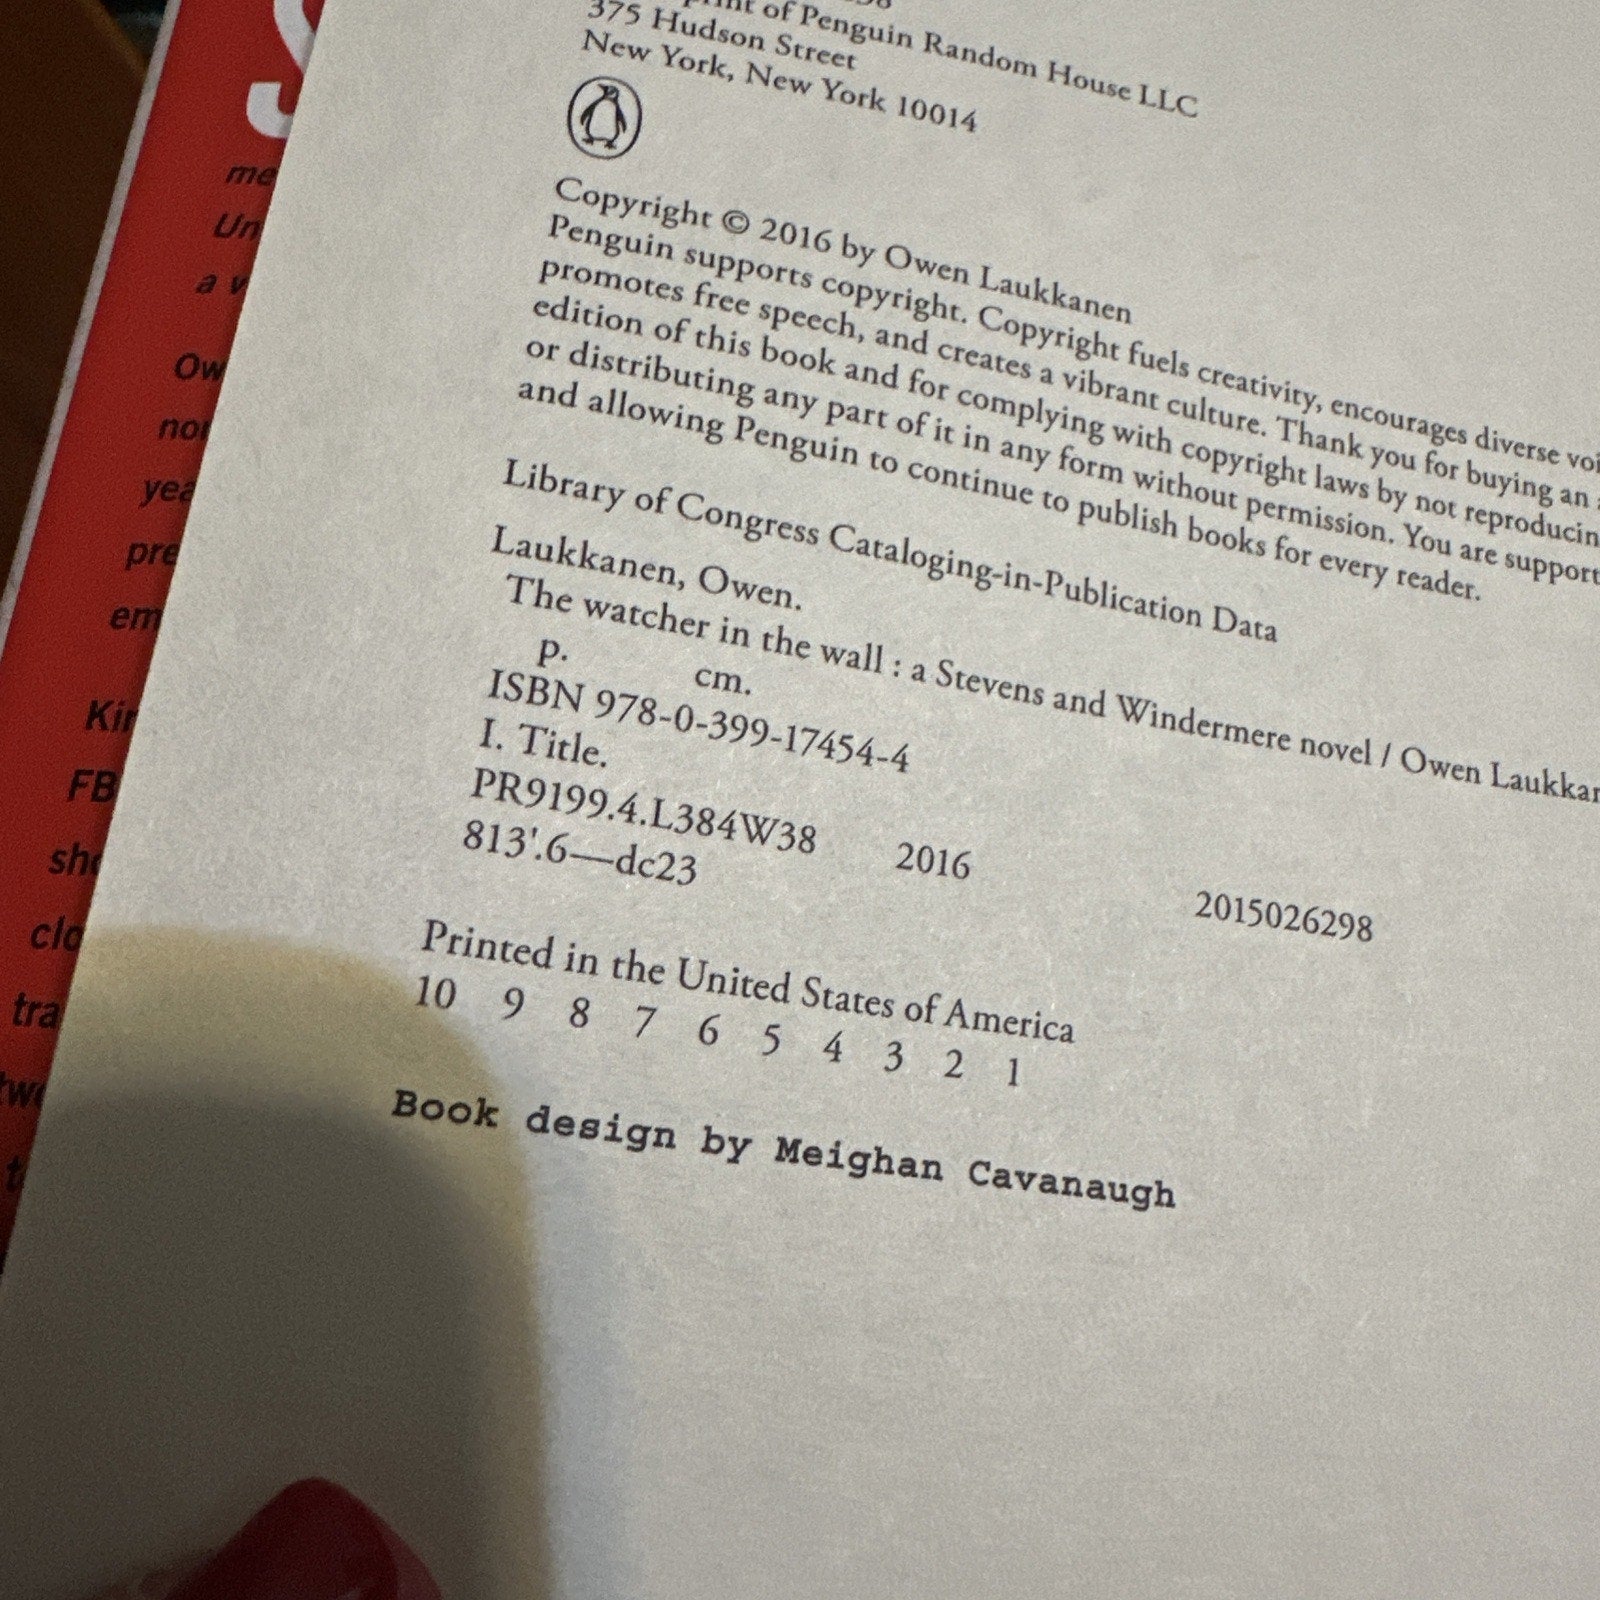 of Penguin Random House LLC
375 Hudson Street
New York, New York 10014
Copyright © 2016 by Owen Laukkanen
Penguin supports copyright. Copyright fuels creativity, encourages diverse
promotes free speech, and creates a vibrant culture. Thank you for buying an
edition of this book and for complying with copyright laws by not
or distributing any part of it in any form without permission. You are
and allowing Penguin to continue to publish books for every reader.
Library of Congress Cataloging-in-Publication Data
Laukkanen, Owen.
The watcher in the wall : a Stevens and Windermere novel / Owen
p. cm.
ISBN 978-0-399-17454-4
I. Title.
PR9199.4.L384W38 2016 2015026298
813'.6—dc23
Printed in the United States of America
10 9 8 7 6 5 4 3 2 1
Book design by Meighan Cavanaugh